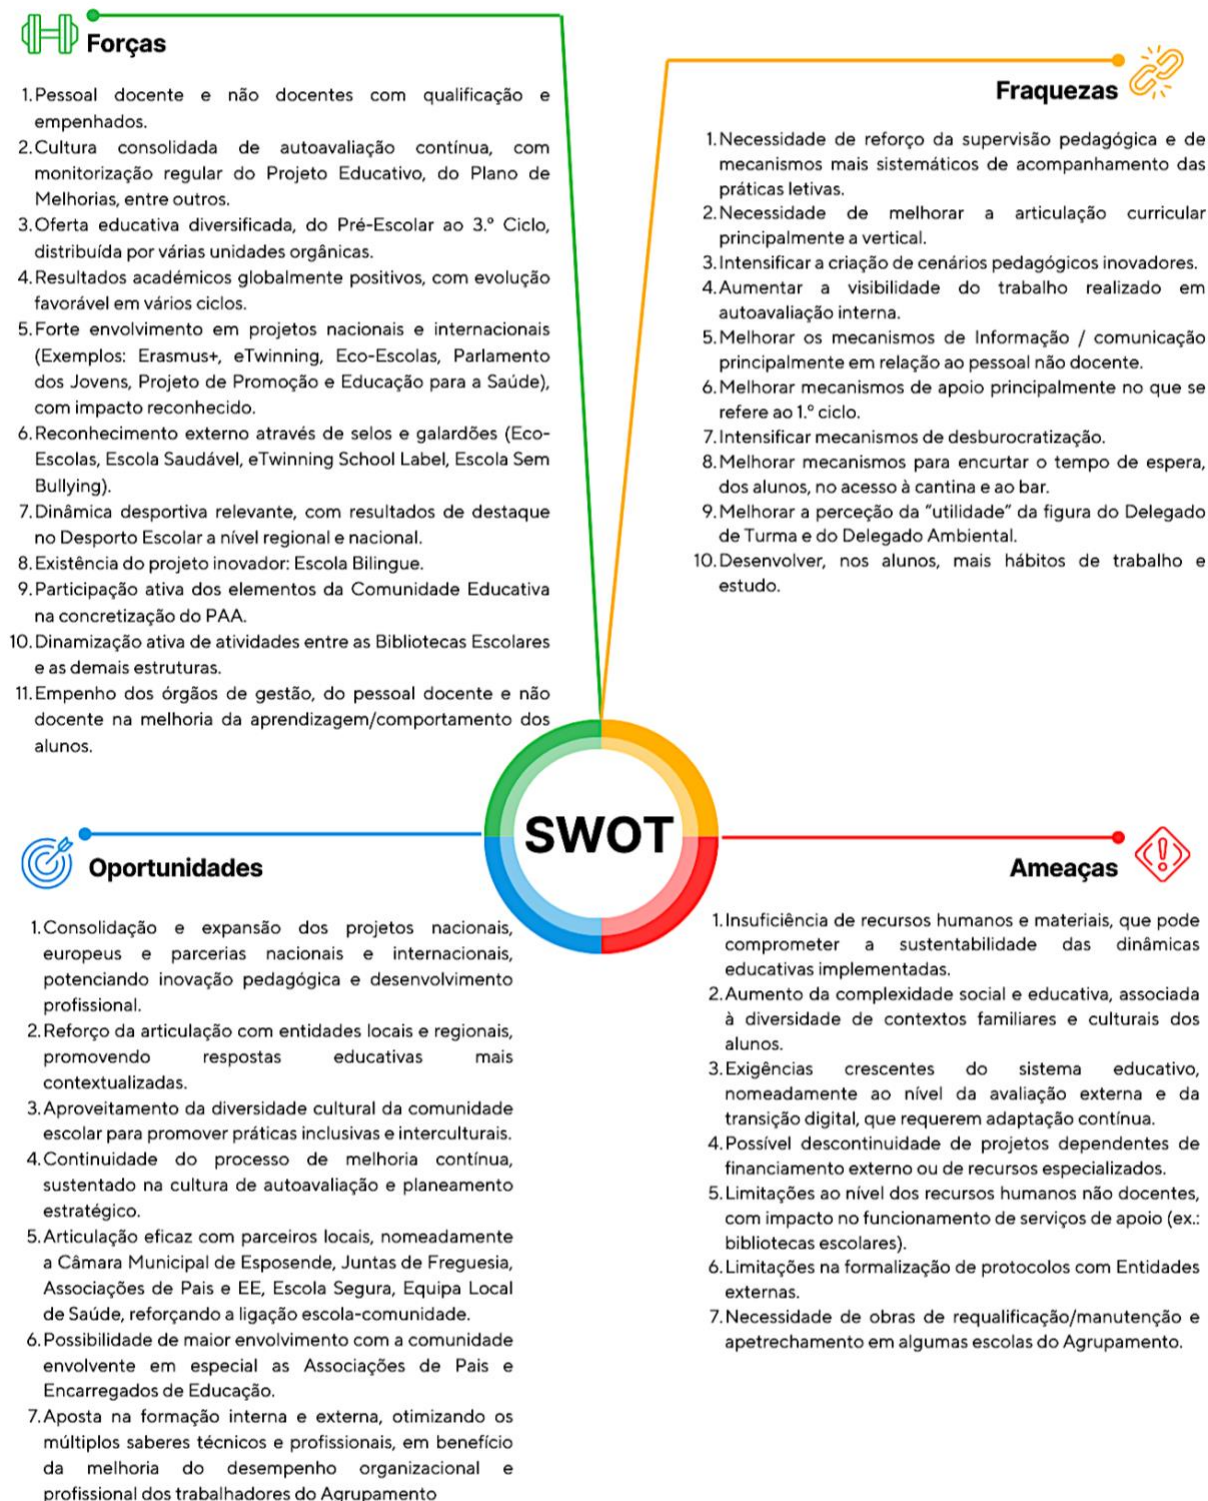 Forças
1. Pessoal docente e não docentes com qualificação e
empenhados.
2. Cultura consolidada de autoavaliação contínua, com
monitorização regular do Projeto Educativo, do Plano de
Melhorias, entre outros.
3. Oferta educativa diversificada, do Pré-Escolar ao 3.º Ciclo,
distribuída por várias unidades orgânicas.
4. Resultados académicos globalmente positivos, com evolução
favorável em vários ciclos.
5. Forte envolvimento em projetos nacionais e internacionais
(Exemplos: Erasmus+, eTwinning, Eco-Escolas, Parlamento
dos Jovens, Projeto de Promoção e Educação para a Saúde),
com impacto reconhecido.
6. Reconhecimento externo através de selos e galardões (Eco-
Escolas, Escola Saudável, eTwinning School Label, Escola Sem
Bullying).
7. Dinâmica desportiva relevante, com resultados de destaque
no Desporto Escolar a nível regional e nacional.
8. Existência do projeto inovador: Escola Bilingue.
9. Participação ativa dos elementos da Comunidade Educativa
na concretização do PAA.
10. Dinamização ativa de atividades entre as Bibliotecas Escolares
e as demais estruturas.
11. Empenho dos órgãos de gestão, do pessoal docente e não
docente na melhoria da aprendizagem/comportamento dos
alunos.
Fraquezas
1. Necessidade de reforço da supervisão pedagógica e de
mecanismos mais sistemáticos de acompanhamento das
práticas letivas.
2. Necessidade de melhorar a articulação curricular
principalmente a vertical.
3. Intensificar a criação de cenários pedagógicos inovadores.
4. Aumentar a visibilidade do trabalho realizado em
autoavaliação interna.
5. Melhorar os mecanismos de Informação / comunicação
principalmente em relação ao pessoal não docente.
6. Melhorar mecanismos de apoio principalmente no que se
refere ao 1.º ciclo.
7. Intensificar mecanismos de desburocratização.
8. Melhorar mecanismos para encurtar o tempo de espera,
dos alunos, no acesso à cantina e ao bar.
9. Melhorar a perceção da “utilidade” da figura do Delegado
de Turma e do Delegado Ambiental.
10. Desenvolver, nos alunos, mais hábitos de trabalho e
estudo.
SWOT
Oportunidades
1. Consolidação e expansão dos projetos nacionais,
europeus e parcerias nacionais e internacionais,
potenciando inovação pedagógica e desenvolvimento
profissional.
2. Reforço da articulação com entidades locais e regionais,
promovendo respostas educativas mais
contextualizadas.
3. Aproveitamento da diversidade cultural da comunidade
escolar para promover práticas inclusivas e interculturais.
4. Continuidade do processo de melhoria contínua,
sustentado na cultura de autoavaliação e planeamento
estratégico.
5. Articulação eficaz com parceiros locais, nomeadamente
a Câmara Municipal de Esposende, Juntas de Freguesia,
Associações de Pais e EE, Escola Segura, Equipa Local
de Saúde, reforçando a ligação escola-comunidade.
6. Possibilidade de maior envolvimento com a comunidade
envolvente em especial as Associações de Pais e
Encarregados de Educação.
7. Aposta na formação interna e externa, otimizando os
múltiplos saberes técnicos e profissionais, em benefício
da melhoria do desempenho organizacional e
profissional dos trabalhadores do Agrupamento
Ameaças
1. Insuficiência de recursos humanos e materiais, que pode
comprometer a sustentabilidade das dinâmicas
educativas implementadas.
2. Aumento da complexidade social e educativa, associada
à diversidade de contextos familiares e culturais dos
alunos.
3. Exigências crescentes do sistema educativo,
nomeadamente ao nível da avaliação externa e da
transição digital, que requerem adaptação contínua.
4. Possível descontinuidade de projetos dependentes de
financiamento externo ou de recursos especializados.
5. Limitações ao nível dos recursos humanos não docentes,
com impacto no funcionamento de serviços de apoio (ex.:
bibliotecas escolares).
6. Limitações na formalização de protocolos com Entidades
externas.
7. Necessidade de obras de requalificação/manutenção e
apetrechamento em algumas escolas do Agrupamento.